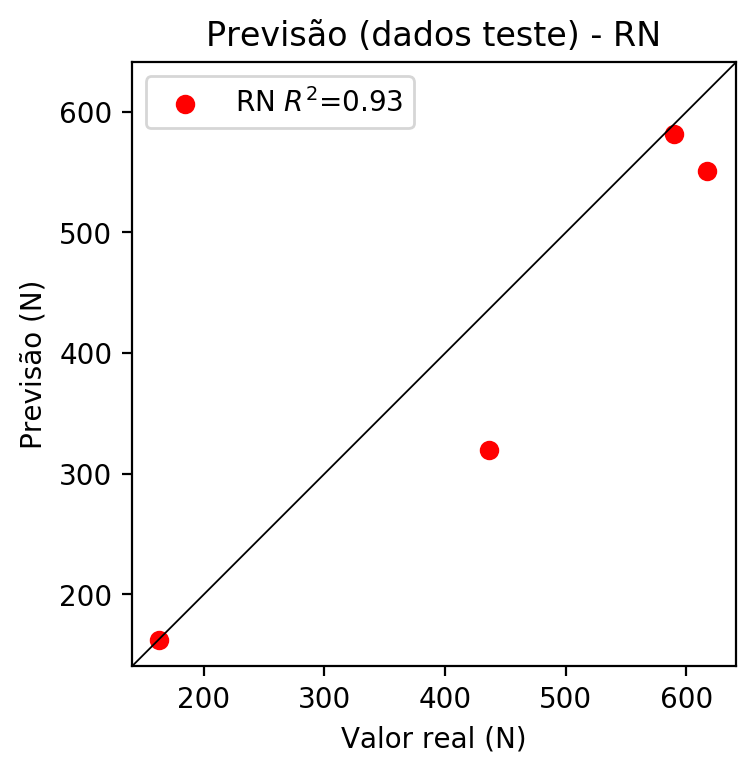 Previsão (dados teste) - RN
RN R²=0.93
Previsão (N)
600
500
400
300
200
200 300 400 500 600
Valor real (N)